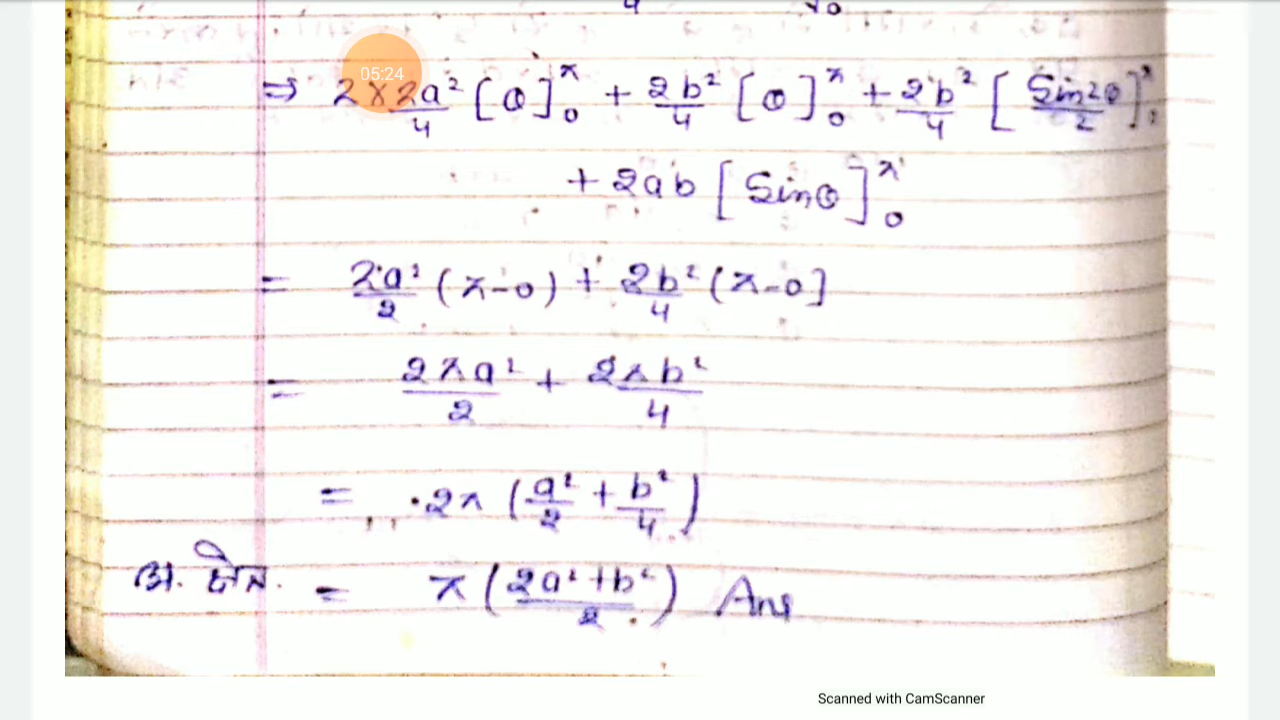 05:24
⇒ 2×2a²/4 [θ]₀^π + 2b²/4 [θ]₀^π + 2b²/4 [Sin2θ/2]₀^π
+ 2ab [Sinθ]₀^π
= 2a²/2 (π-0) + 2b²/4 (π-0]
= 2πa²/2 + 2πb²/4
= 2π (a²/2 + b²/4)
अ. क्षेत्र. = π (2a²+b²/2) Ans
Scanned with CamScanner